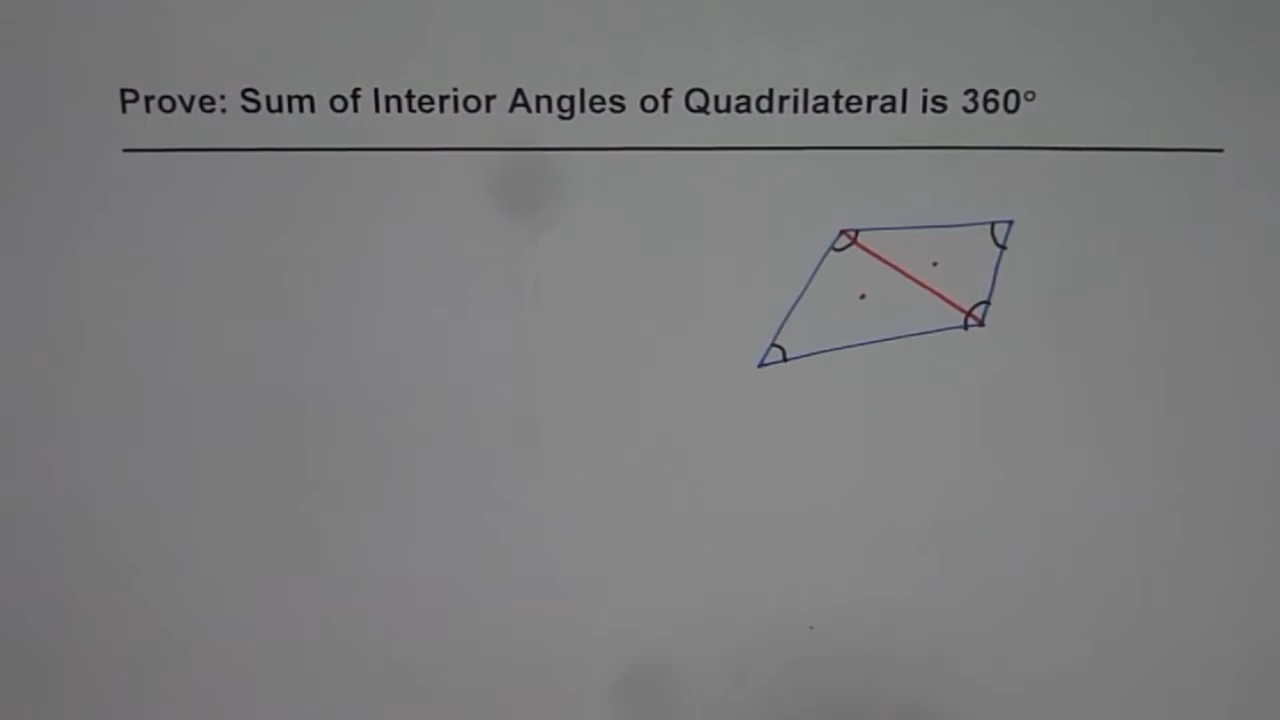 Prove: Sum of Interior Angles of Quadrilateral is 360°